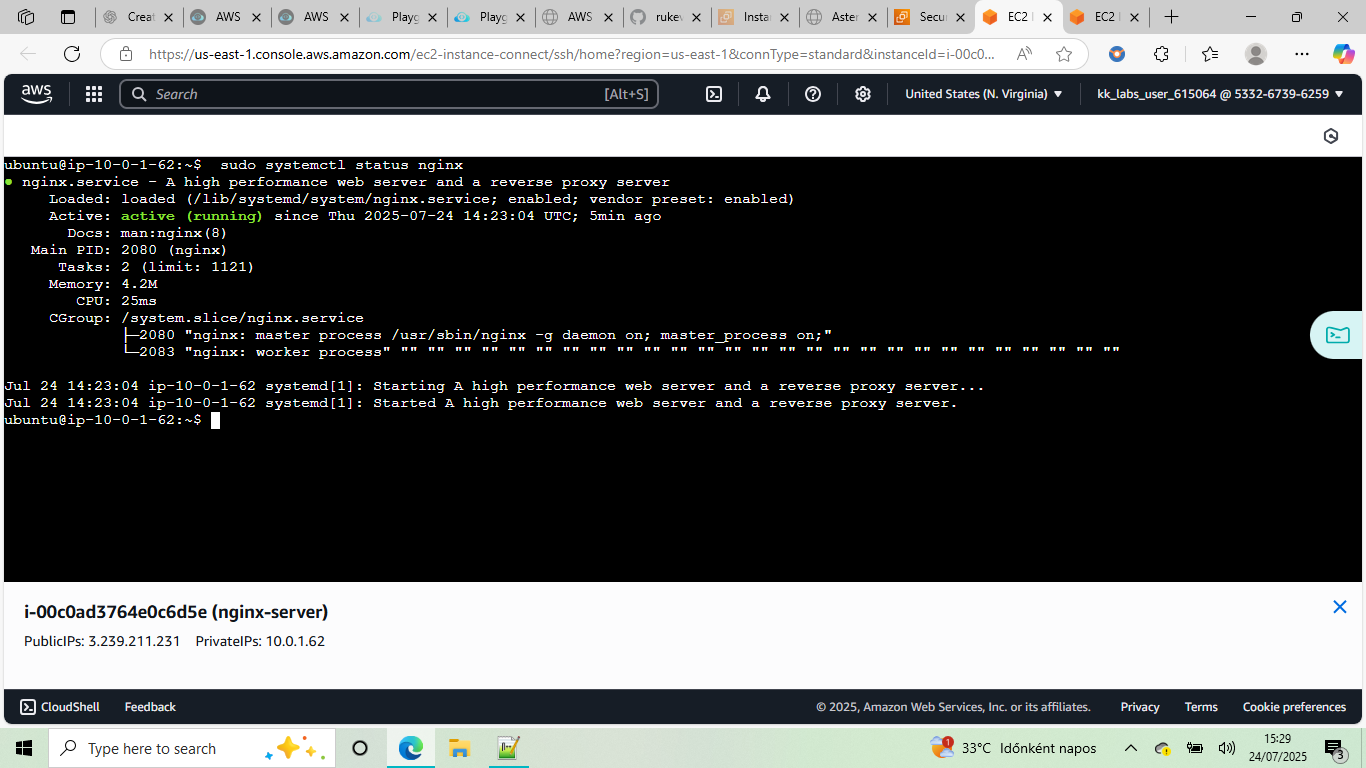 Creat
AWS
AWS
Playg
Playg
AWS
rukev
Instan
Aster
Secur
EC2 I
EC2 I
https://us-east-1.console.aws.amazon.com/ec2-instance-connect/ssh/home?region=us-east-1&connType=standard&instanceId=i-00c0...
aws
Search
[Alt+S]
United States (N. Virginia)
kk_labs_user_615064 @ 5332-6739-6259
ubuntu@ip-10-0-1-62:~$  sudo systemctl status nginx
● nginx.service - A high performance web server and a reverse proxy server
Loaded: loaded (/lib/systemd/system/nginx.service; enabled; vendor preset: enabled)
Active: active (running) since Thu 2025-07-24 14:23:04 UTC; 5min ago
Docs: man:nginx(8)
Main PID: 2080 (nginx)
Tasks: 2 (limit: 1121)
Memory: 4.2M
CPU: 25ms
CGroup: /system.slice/nginx.service
├─2080 "nginx: master process /usr/sbin/nginx -g daemon on; master_process on;"
└─2083 "nginx: worker process" "" "" "" "" "" "" "" "" "" "" "" "" "" "" "" "" "" "" "" "" "" "" "" "" "" "" ""
Jul 24 14:23:04 ip-10-0-1-62 systemd[1]: Starting A high performance web server and a reverse proxy server...
Jul 24 14:23:04 ip-10-0-1-62 systemd[1]: Started A high performance web server and a reverse proxy server.
ubuntu@ip-10-0-1-62:~$
i-00c0ad3764e0c6d5e (nginx-server)
PublicIPs: 3.239.211.231 PrivateIPs: 10.0.1.62
CloudShell
Feedback
© 2025, Amazon Web Services, Inc. or its affiliates.
Privacy
Terms
Cookie preferences
Type here to search
1
33°C Időnként napos
15:29
24/07/2025
3